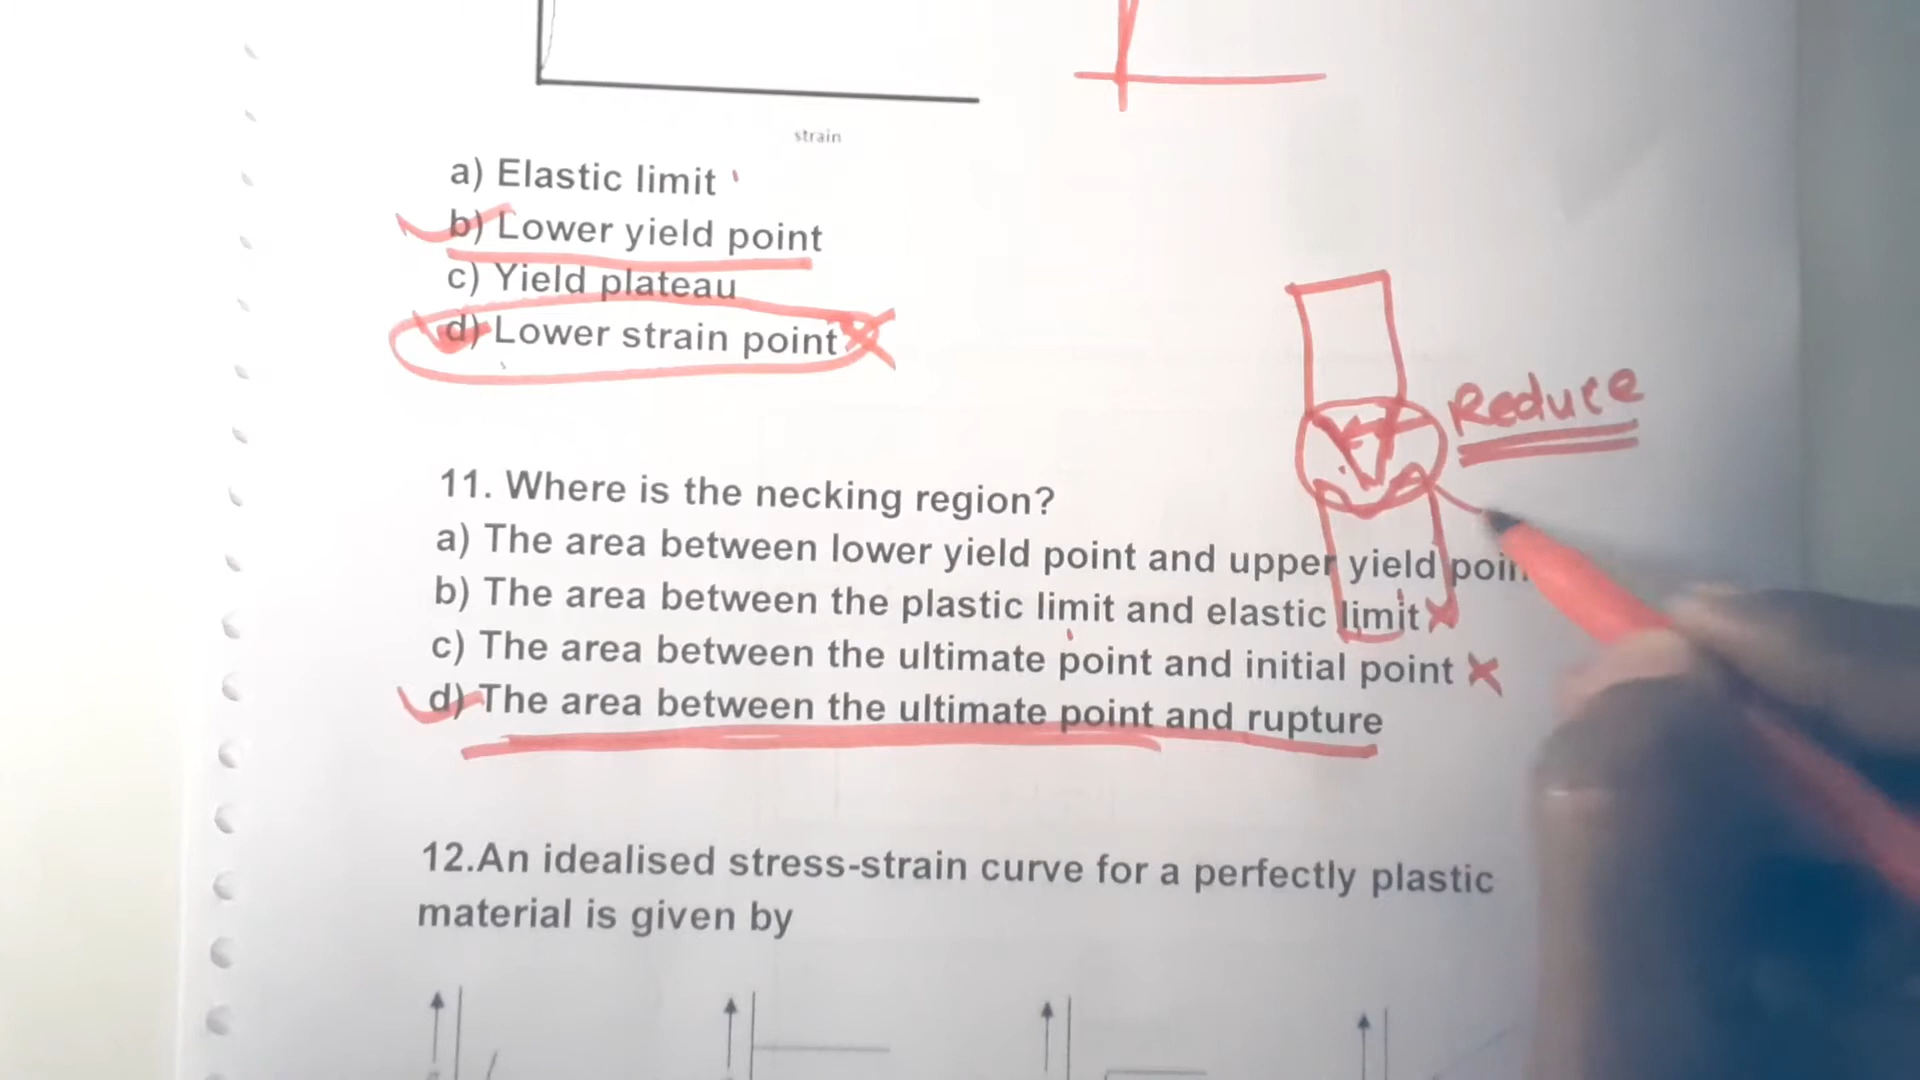 strain
a) Elastic limit
b) Lower yield point
c) Yield plateau
d) Lower strain point
Reduce
11. Where is the necking region?
a) The area between lower yield point and upper yield
b) The area between the plastic limit and elastic limit
c) The area between the ultimate point and initial point
d) The area between the ultimate point and rupture
12.An idealised stress-strain curve for a perfectly plastic
material is given by